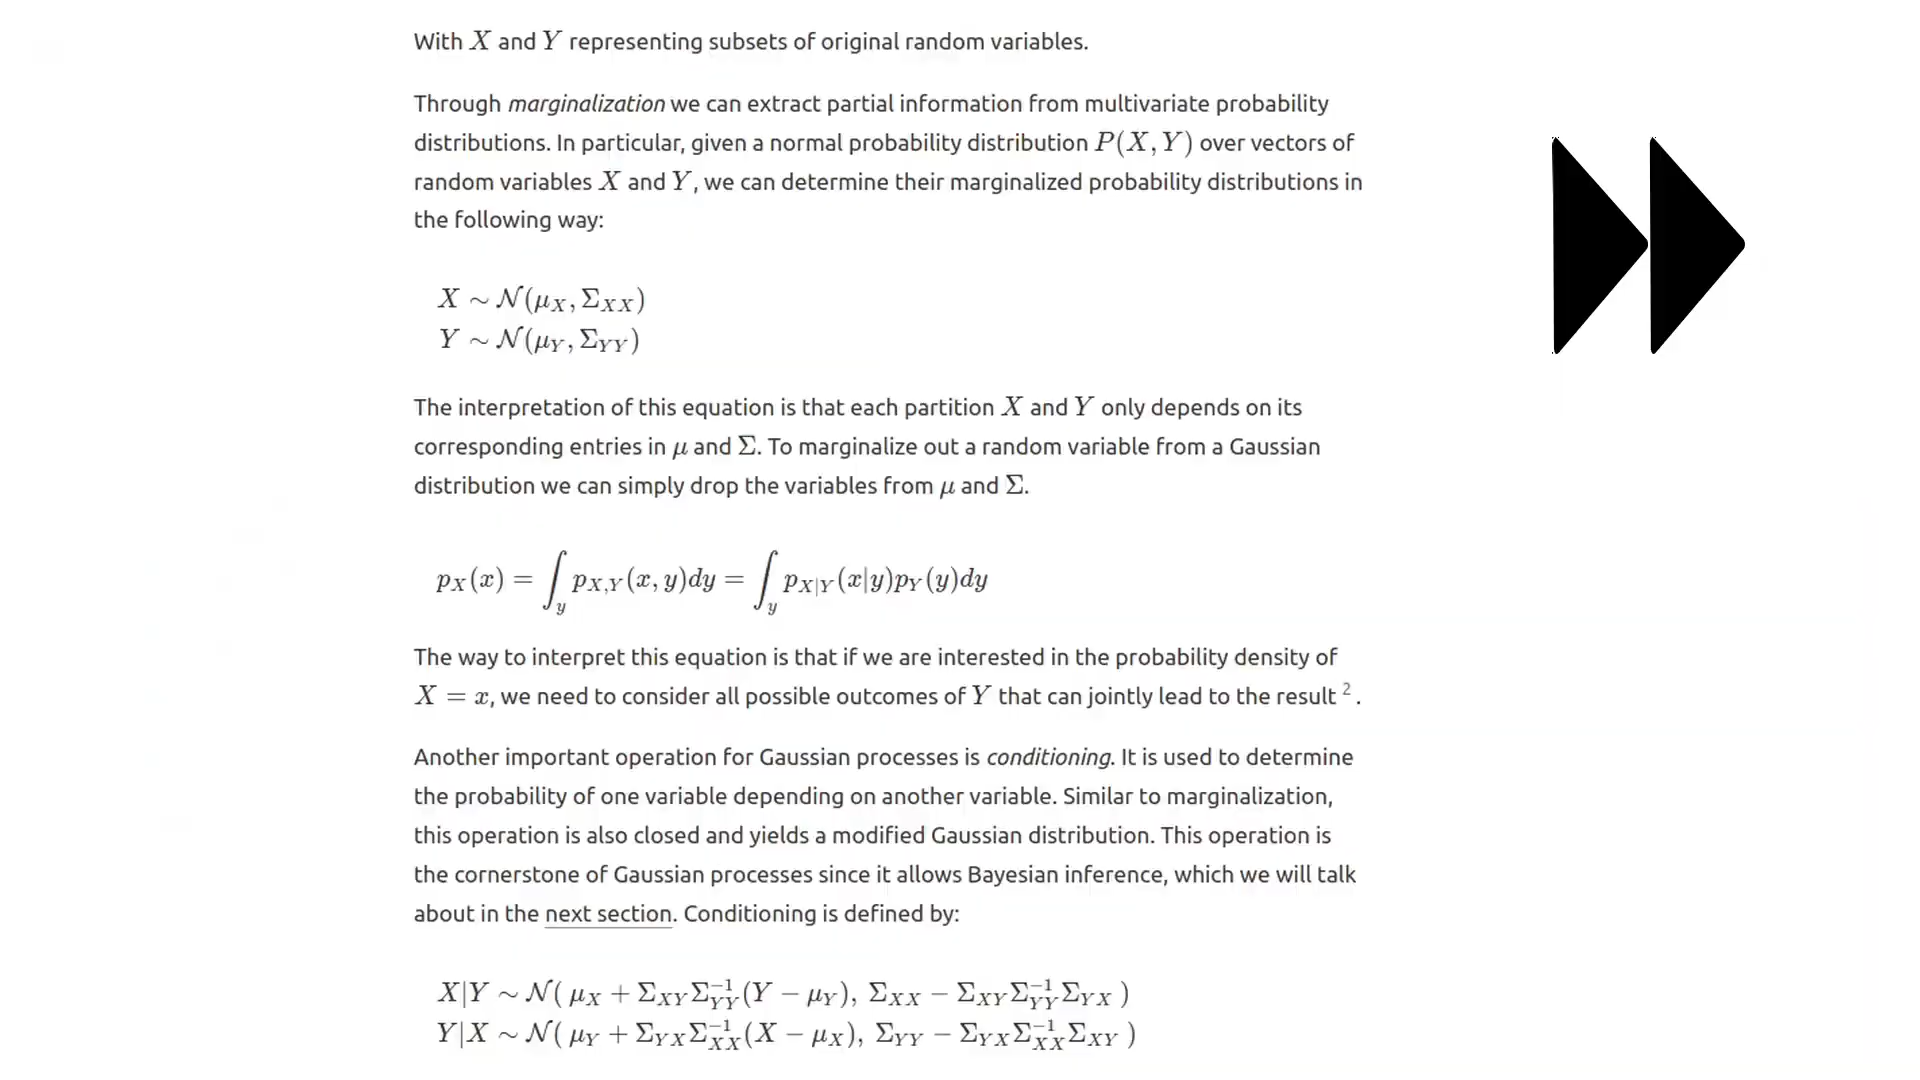 With X and Y representing subsets of original random variables.
Through marginalization we can extract partial information from multivariate probability
distributions. In particular, given a normal probability distribution P(X, Y) over vectors of
random variables X and Y, we can determine their marginalized probability distributions in
the following way:
X ∼ 𝒩(μ_X, Σ_XX)
Y ∼ 𝒩(μ_Y, Σ_YY)
The interpretation of this equation is that each partition X and Y only depends on its
corresponding entries in μ and Σ. To marginalize out a random variable from a Gaussian
distribution we can simply drop the variables from μ and Σ.
p_X(x) = ∫_y p_X,Y(x, y)dy = ∫_y p_X|Y(x|y)p_Y(y)dy
The way to interpret this equation is that if we are interested in the probability density of
X = x, we need to consider all possible outcomes of Y that can jointly lead to the result ².
Another important operation for Gaussian processes is conditioning. It is used to determine
the probability of one variable depending on another variable. Similar to marginalization,
this operation is also closed and yields a modified Gaussian distribution. This operation is
the cornerstone of Gaussian processes since it allows Bayesian inference, which we will talk
about in the next section. Conditioning is defined by:
X|Y ∼ 𝒩( μ_X + Σ_XY Σ_YY^−1 (Y − μ_Y), Σ_XX − Σ_XY Σ_YY^−1 Σ_YX )
Y|X ∼ 𝒩( μ_Y + Σ_YX Σ_XX^−1 (X − μ_X), Σ_YY − Σ_YX Σ_XX^−1 Σ_XY )